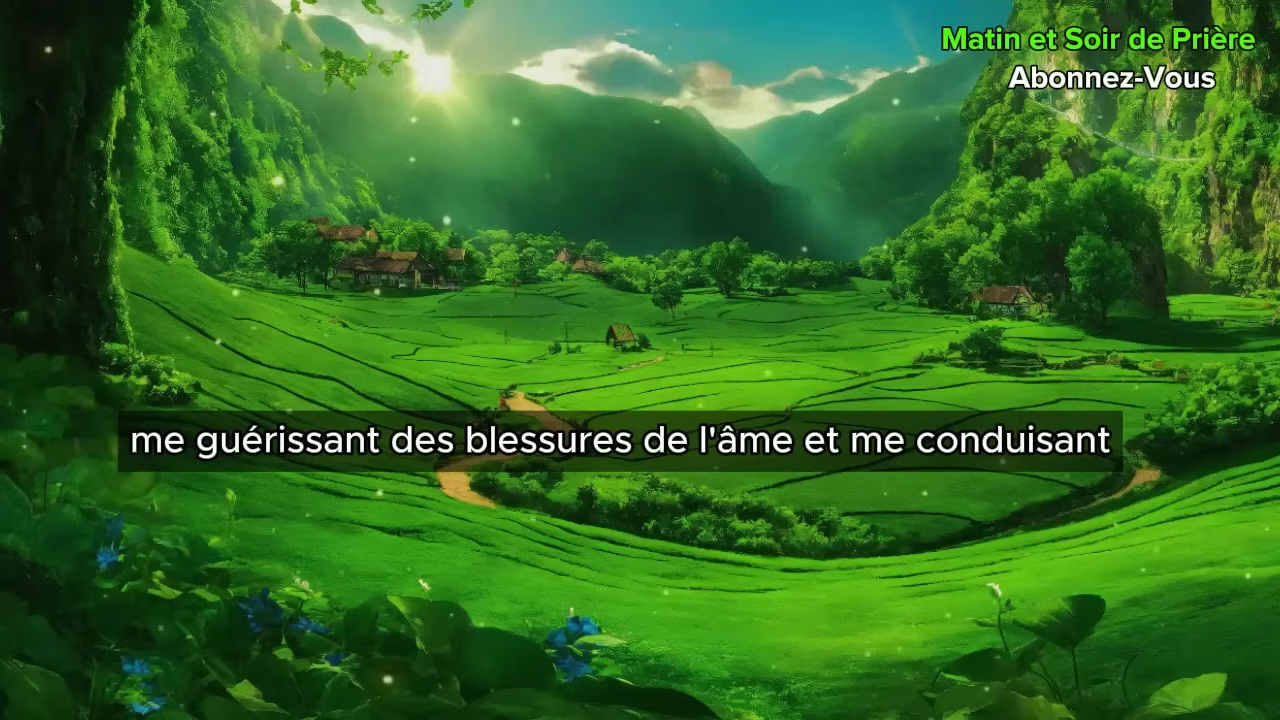 Matin et Soir de Prière
Abonnez-Vous
me guérissant des blessures de l'âme et me conduisant